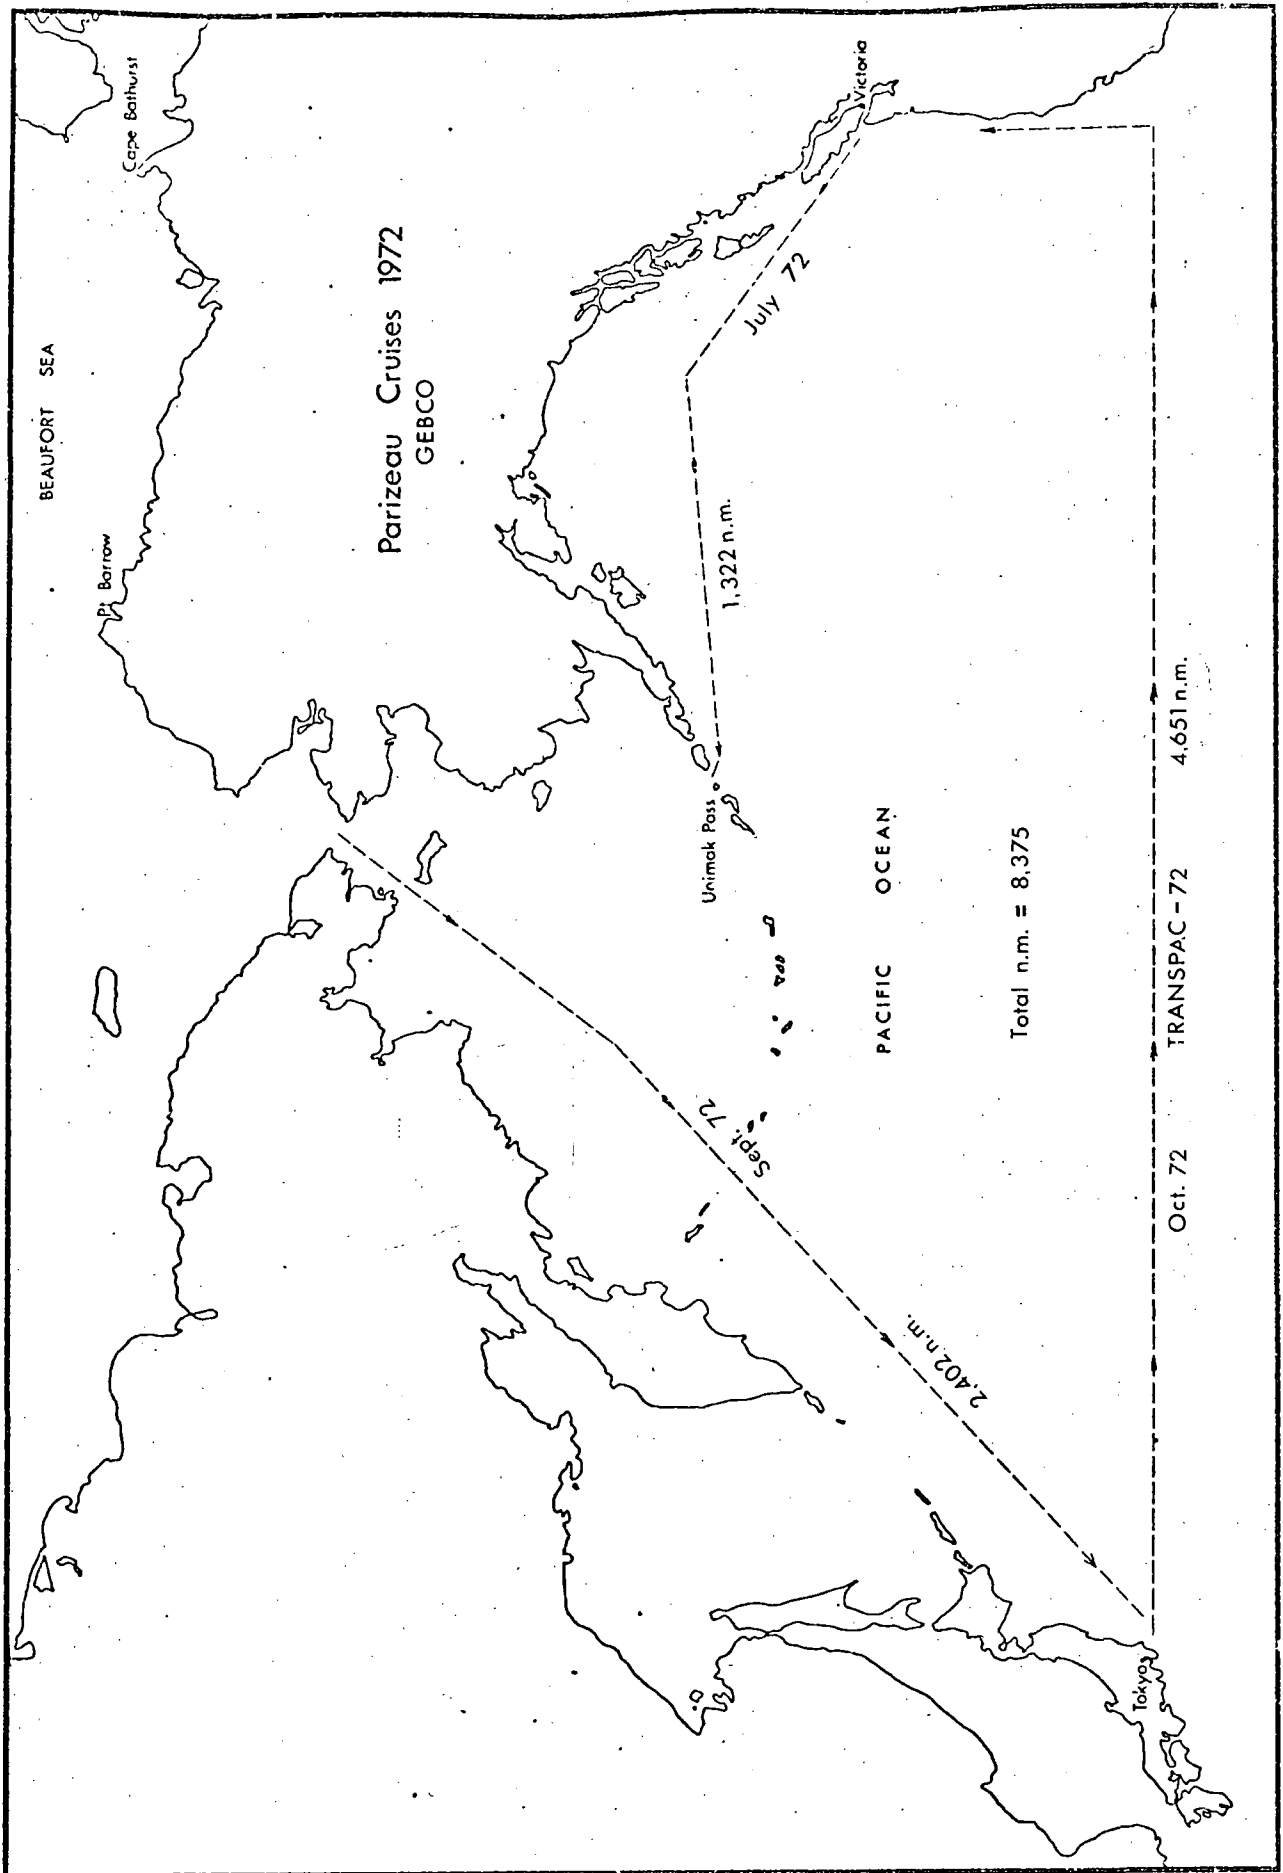 BEAUFORT SEA
Cape Bathurst
Pt Barrow
Parizeau Cruises 1972
GEBCO
Victoria
July 72
1,322 n.m.
Unimak Pass
PACIFIC OCEAN
Total n.m. = 8,375
Sept. 72
2,402 n.m.
Tokyo
Oct. 72 TRANSPAC-72 4,651 n.m.